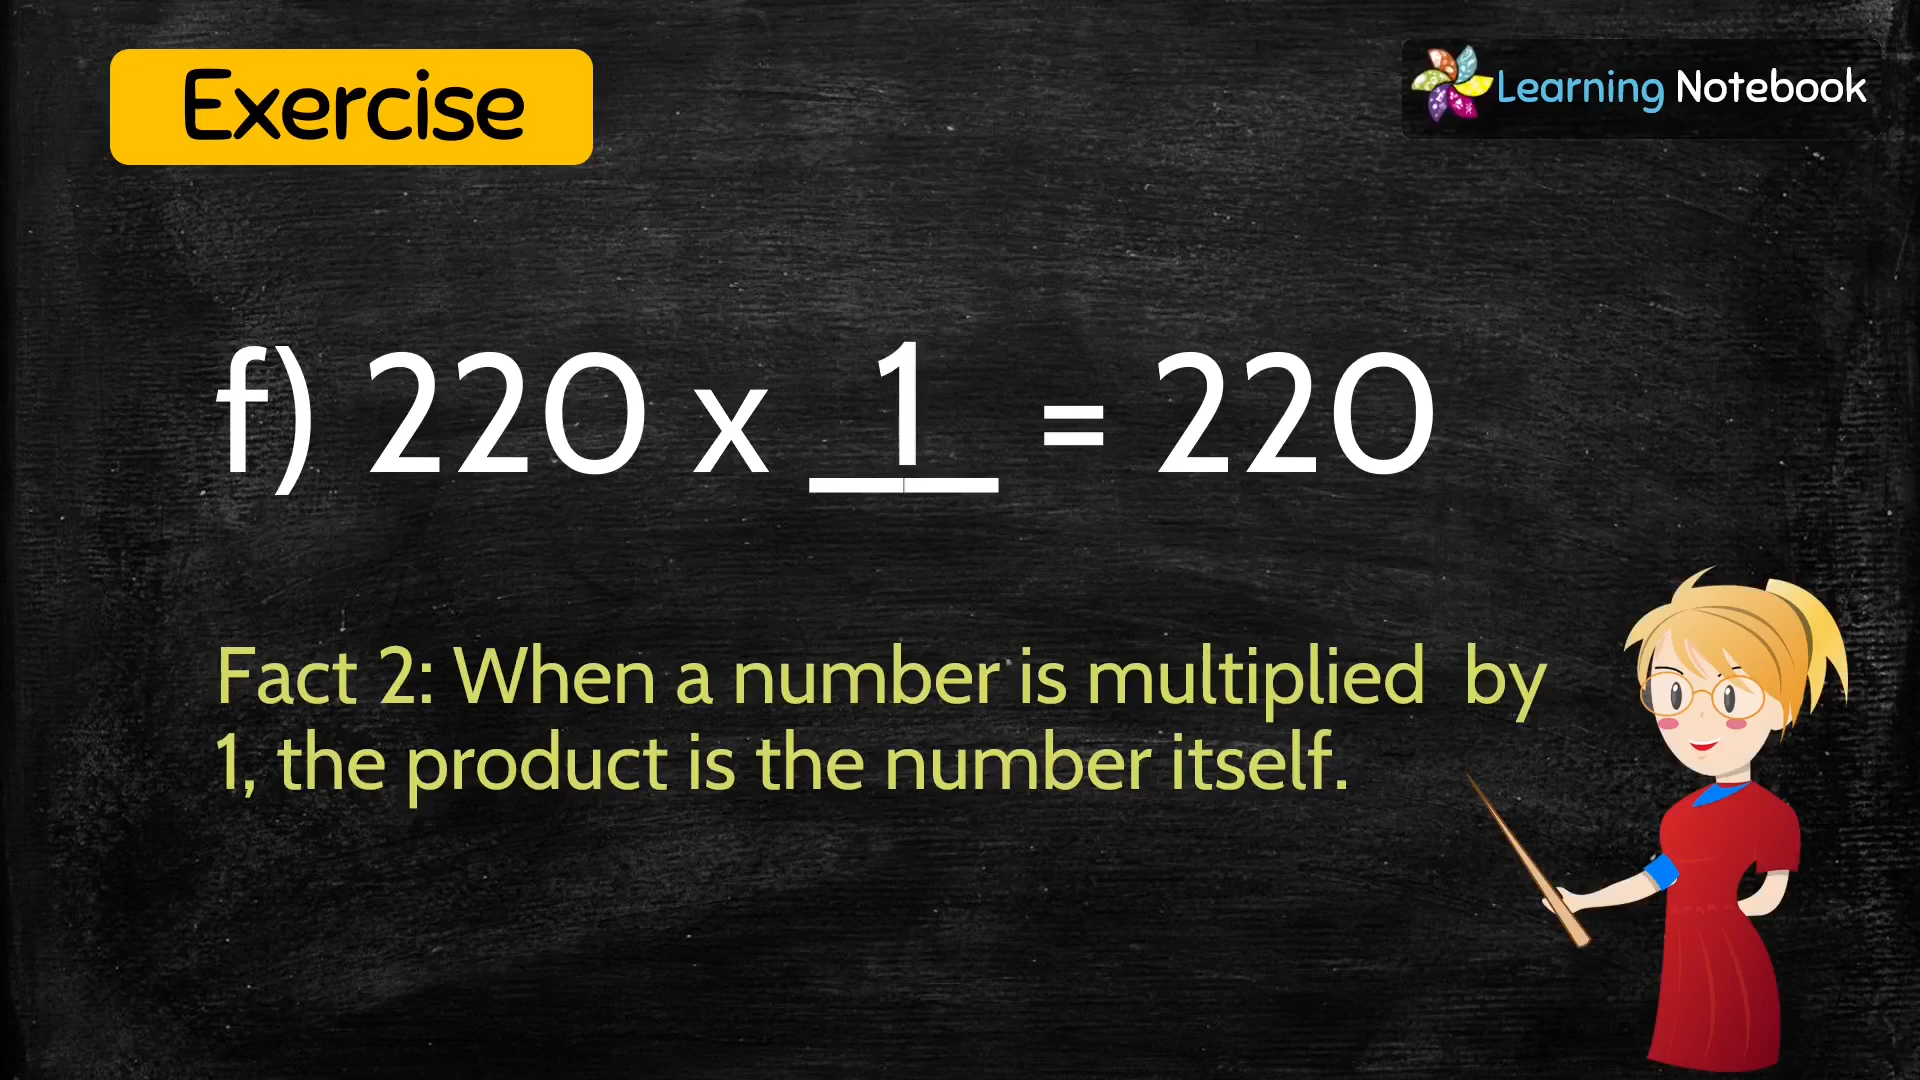 Exercise
Learning Notebook
f) 220 x 1 = 220
Fact 2: When a number is multiplied by
1, the product is the number itself.